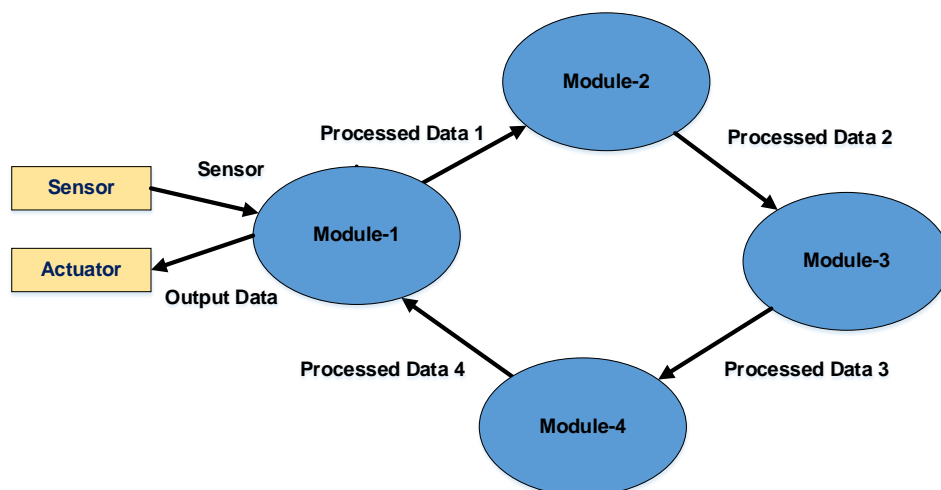 Module-2
Processed Data 1
Processed Data 2
Sensor
Sensor
Module-1
Module-3
Actuator
Output Data
Processed Data 4
Processed Data 3
Module-4